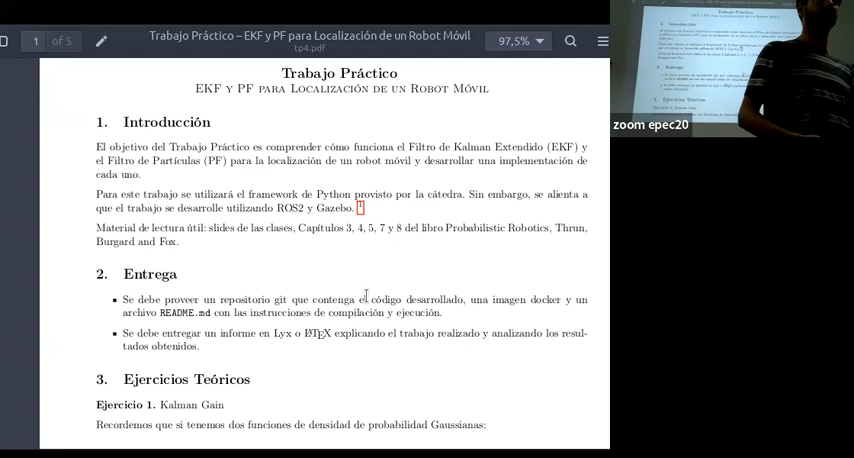 1 of 5
Trabajo Práctico – EKF y PF para Localización de un Robot Móvil
tp4.pdf
97,5%
Trabajo Práctico
EKF y PF para Localización de un Robot Móvil
1. Introducción
El objetivo del Trabajo Práctico es comprender cómo funciona el Filtro de Kalman Extendido (EKF) y
el Filtro de Partículas (PF) para la localización de un robot móvil y desarrollar una implementación de
cada uno.
Para este trabajo se utilizará el framework de Python provisto por la cátedra. Sin embargo, se alienta a
que el trabajo se desarrolle utilizando ROS2 y Gazebo. 1
Material de lectura útil: slides de las clases, Capítulos 3, 4, 5, 7 y 8 del libro Probabilistic Robotics, Thrun,
Burgard and Fox.
2. Entrega
▪ Se debe proveer un repositorio git que contenga el código desarrollado, una imagen docker y un
archivo README.md con las instrucciones de compilación y ejecución.
▪ Se debe entregar un informe en Lyx o LATEX explicando el trabajo realizado y analizando los resul-
tados obtenidos.
3. Ejercicios Teóricos
Ejercicio 1. Kalman Gain
Recordemos que si tenemos dos funciones de densidad de probabilidad Gaussianas:
Trabajo Práctico
1. Introducción
2. Entrega
3. Ejercicios Teóricos
zoom epec20